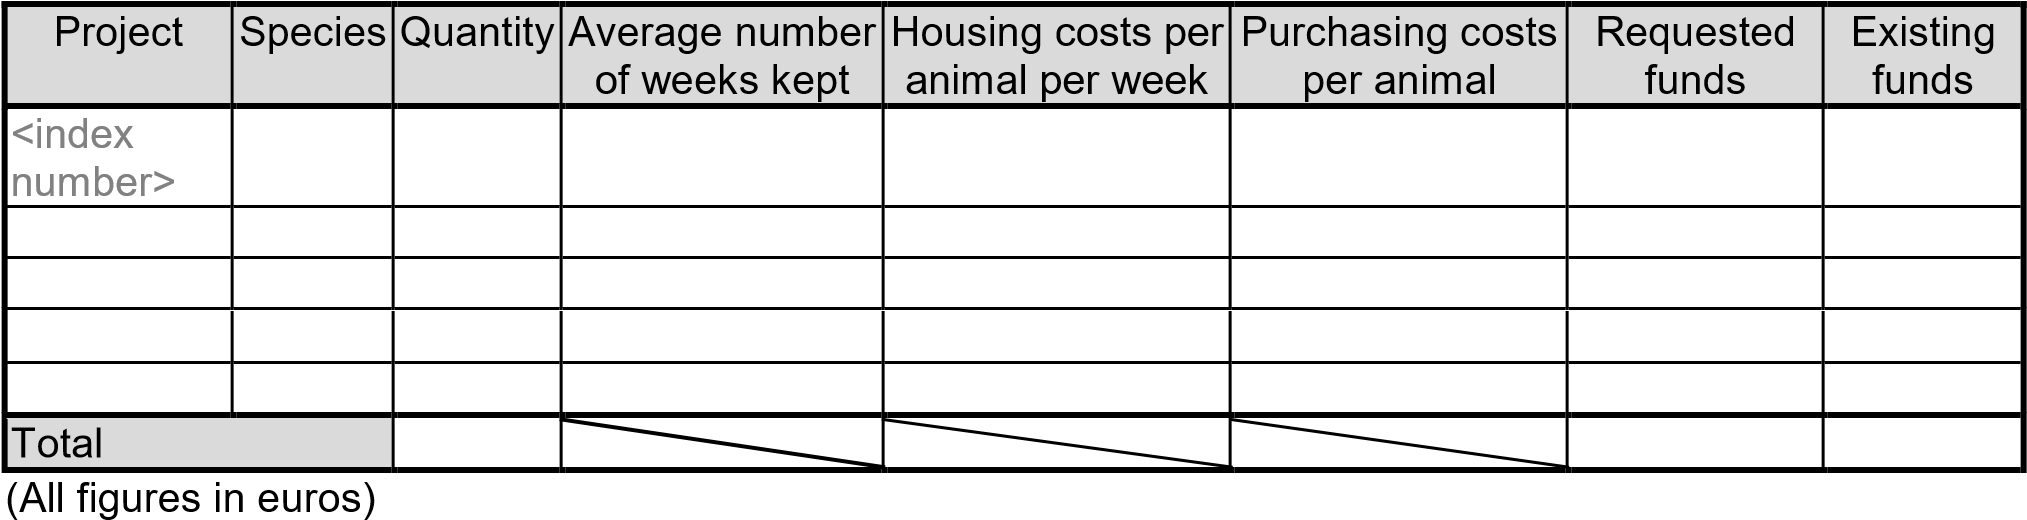 Project Species Quantity Average number Housing costs per Purchasing costs Requested Existing
of weeks kept animal per week per animal funds funds
<index
number>
Total
(All figures in euros)